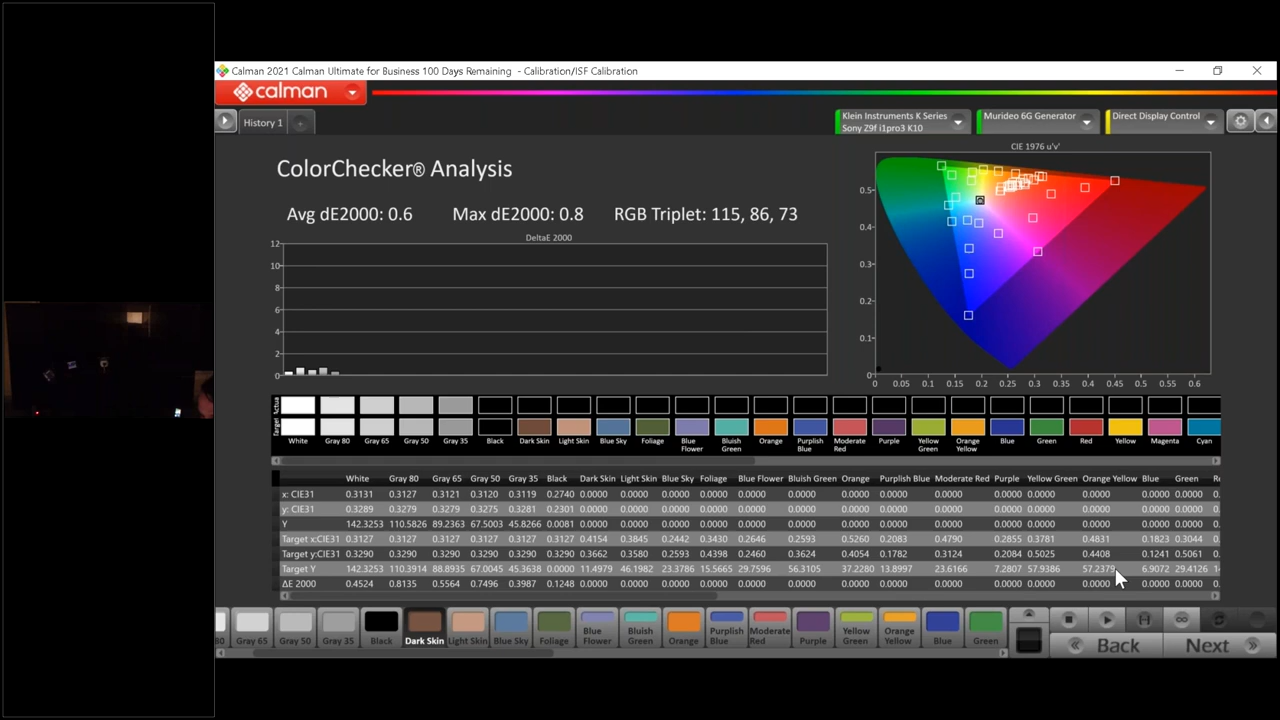 Calman 2021 Calman Ultimate for Business 100 Days Remaining - Calibration/ISF Calibration
calman
History 1
Klein Instruments K Series
Sony Z9f i1pro3 K10
Murideo 6G Generator
Direct Display Control
ColorChecker® Analysis
Avg dE2000: 0.6 Max dE2000: 0.8 RGB Triplet: 115, 86, 73
DeltaE 2000
12
10
8
6
4
2
0
CIE 1976 u'v'
0.5
0.4
0.3
0.2
0.1
0
0 0.05 0.1 0.15 0.2 0.25 0.3 0.35 0.4 0.45 0.5 0.55 0.6
Target
White Gray 80 Gray 65 Gray 50 Gray 35 Black Dark Skin Light Skin Blue Sky Foliage Blue Flower Bluish Green Orange Purplish Blue Moderate Red Purple Yellow Green Orange Yellow Blue Green Red Yellow Magenta Cyan
White Gray 80 Gray 65 Gray 50 Gray 35 Black Dark Skin Light Skin Blue Sky Foliage Blue Flower Bluish Green Orange Purplish Blue Moderate Red Purple Yellow Green Orange Yellow Blue Green
x: CIE31 0.3131 0.3127 0.3121 0.3120 0.3119 0.2740 0.0000 0.0000 0.0000 0.0000 0.0000 0.0000 0.0000 0.0000 0.0000 0.0000 0.0000 0.0000 0.0000 0.0000 0.
y: CIE31 0.3289 0.3279 0.3279 0.3275 0.3281 0.2301 0.0000 0.0000 0.0000 0.0000 0.0000 0.0000 0.0000 0.0000 0.0000 0.0000 0.0000 0.0000 0.0000 0.0000 0.
Y 142.3253 110.5826 89.2363 67.5003 45.8266 0.0081 0.0000 0.0000 0.0000 0.0000 0.0000 0.0000 0.0000 0.0000 0.0000 0.0000 0.0000 0.0000 0.0000 0.0000 0.
Target x:CIE31 0.3127 0.3127 0.3127 0.3127 0.3127 0.3127 0.4154 0.3845 0.2442 0.3430 0.2646 0.2593 0.5260 0.2083 0.4790 0.2855 0.3781 0.4831 0.1823 0.3044 0.
Target y:CIE31 0.3290 0.3290 0.3290 0.3290 0.3290 0.3290 0.3662 0.3580 0.2593 0.4398 0.2460 0.3624 0.4054 0.1782 0.3124 0.2084 0.5025 0.4408 0.1241 0.5061 0.
Target Y 142.3253 110.3914 88.8935 67.0045 45.3638 0.0000 11.4979 46.1982 23.3786 15.5665 29.7596 56.3105 37.2280 13.8997 23.6166 7.2807 57.9386 57.2379 6.9072 29.4126
ΔE 2000 0.4524 0.8135 0.5564 0.7496 0.3987 0.1248 0.0000 0.0000 0.0000 0.0000 0.0000 0.0000 0.0000 0.0000 0.0000 0.0000 0.0000 0.0000 0.0000 0.0000 0.
80 Gray 65 Gray 50 Gray 35 Black Dark Skin Light Skin Blue Sky Foliage Blue Flower Bluish Green Orange Purplish Blue Moderate Red Purple Yellow Green Orange Yellow Blue Green
Back Next